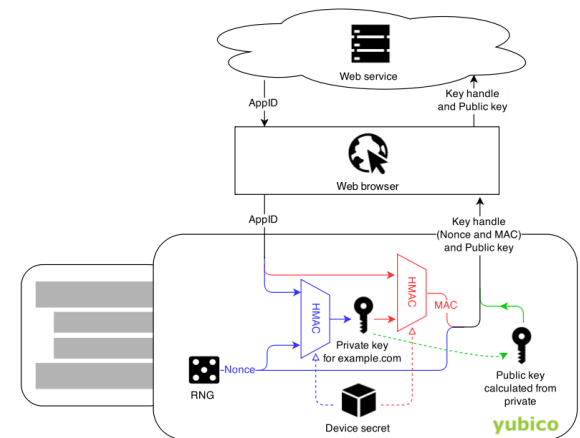 Web service
AppID
Key handle
and Public key
Web browser
AppID
Key handle
(Nonce and MAC)
and Public key
HMAC
HMAC
MAC
Private key
for example.com
Nonce
RNG
Public key
calculated from
private
Device secret
yubico